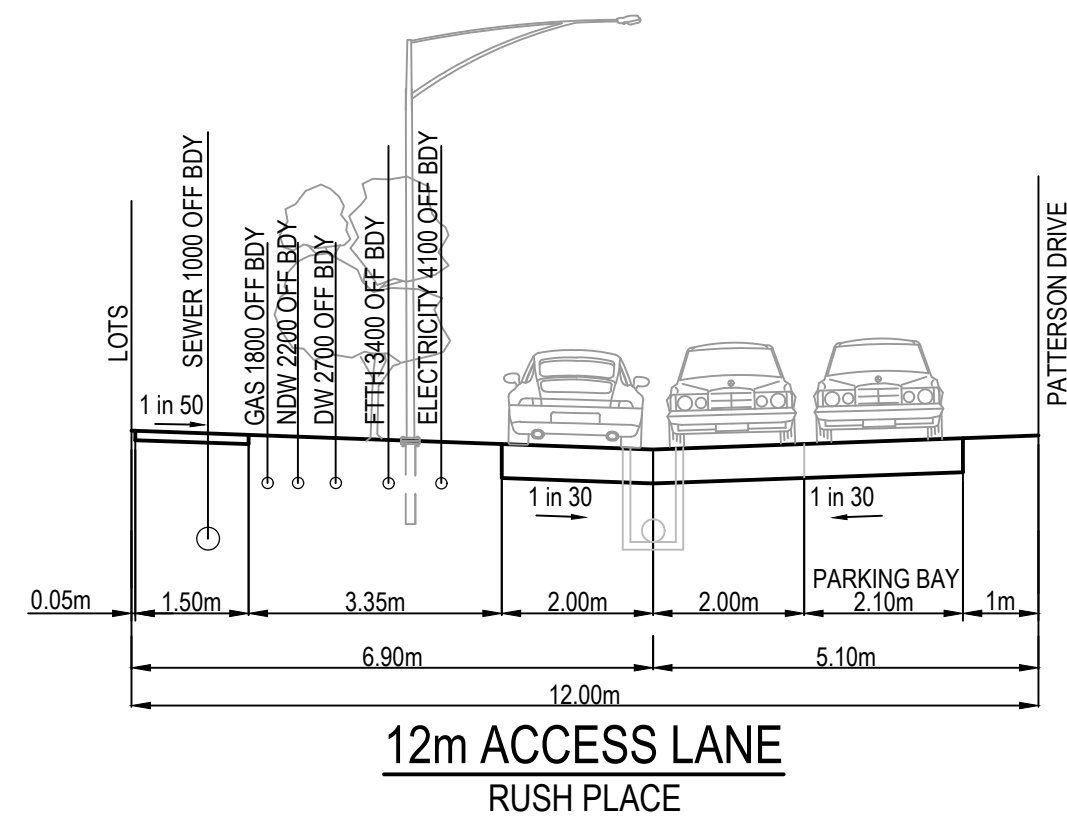 LOTS
SEWER 1000 OFF BDY
GAS 1800 OFF BDY
NDW 2200 OFF BDY
DW 2700 OFF BDY
FTTH 3400 OFF BDY
ELECTRICITY 4100 OFF BDY
PATTERSON DRIVE
1 in 50
1 in 30
1 in 30
PARKING BAY
0.05m
1.50m
3.35m
2.00m
2.00m
2.10m
1m
6.90m
5.10m
12.00m
12m ACCESS LANE
RUSH PLACE